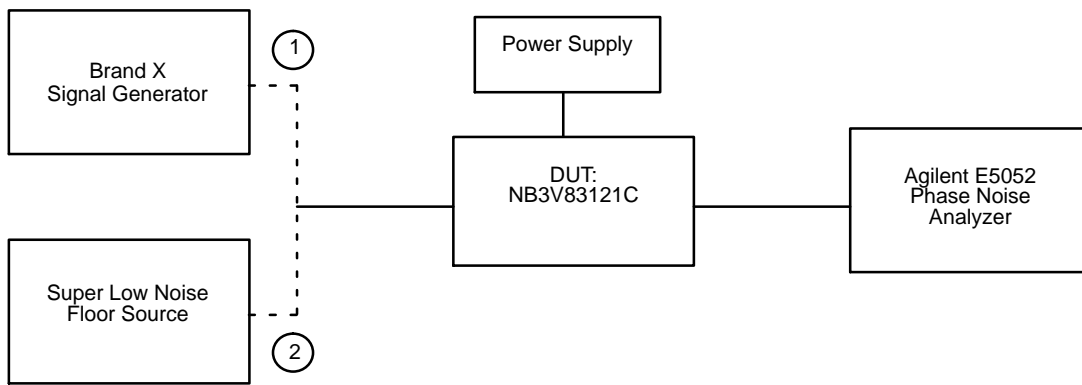 Brand X
Signal Generator
1
Power Supply
DUT:
NB3V83121C
Agilent E5052
Phase Noise
Analyzer
Super Low Noise
Floor Source
2